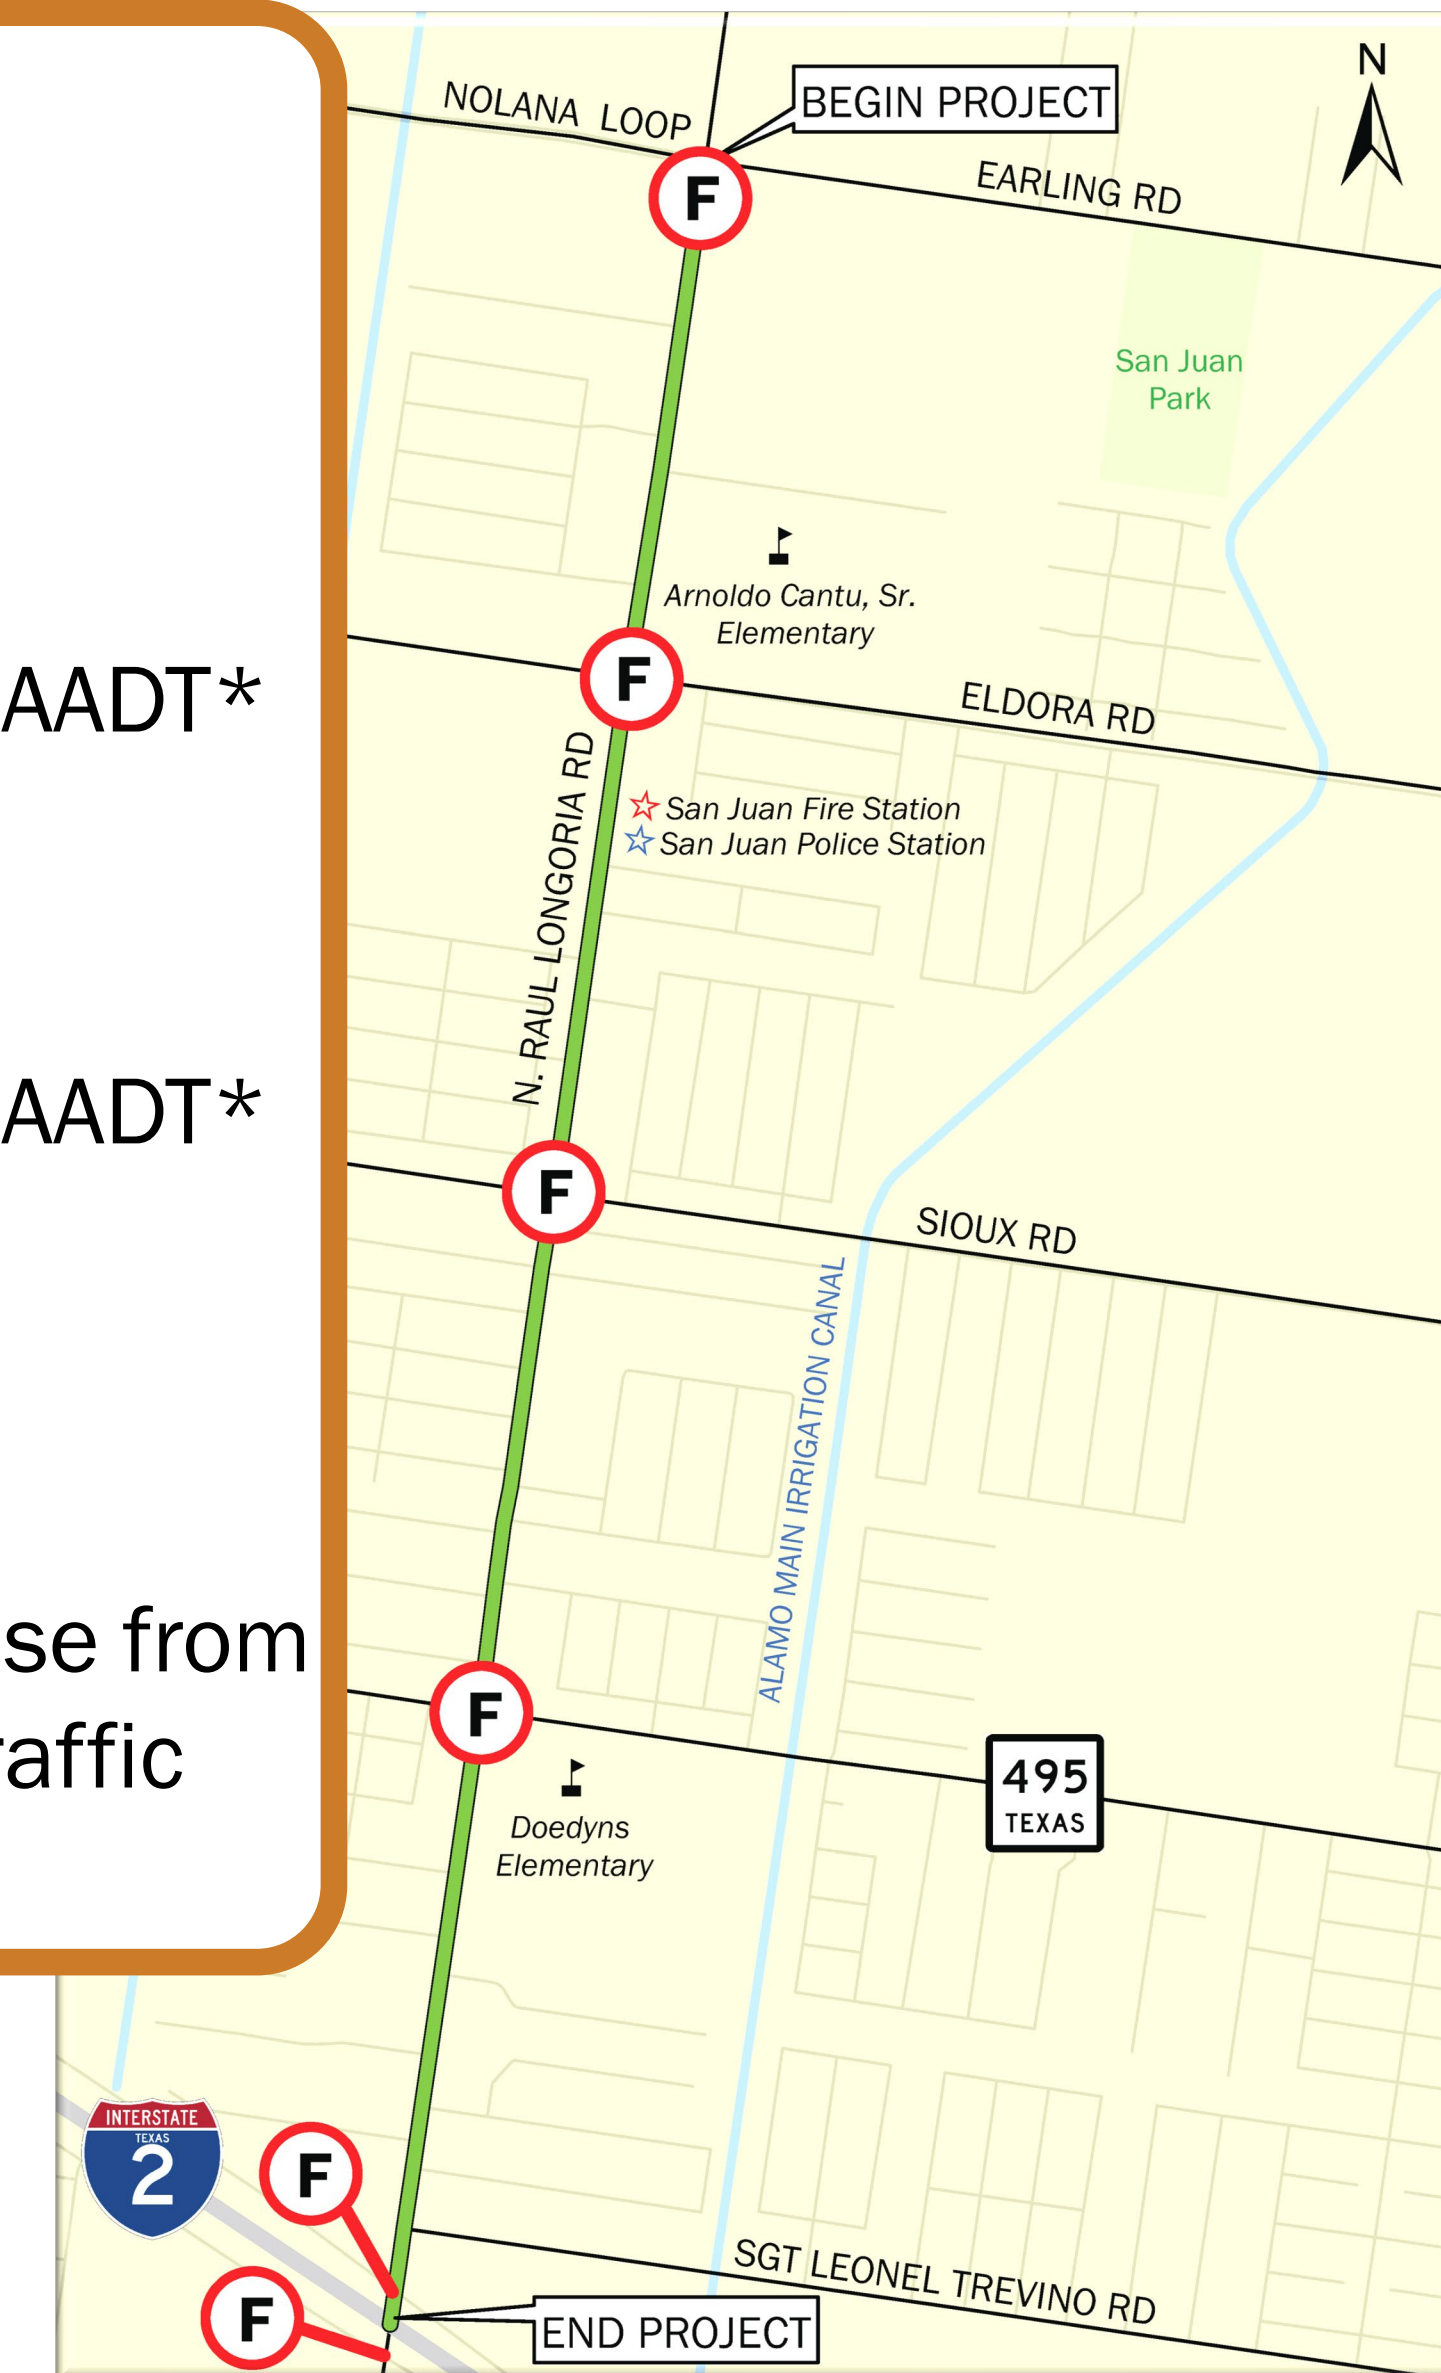 AADT*
AADT*
se from
raffic
N
NOLANA LOOP
BEGIN PROJECT
EARLING RD
F
San Juan
Park
Arnoldo Cantu, Sr.
Elementary
F
ELDORA RD
N. RAUL LONGORIA RD
San Juan Fire Station
San Juan Police Station
F
SIOUX RD
ALAMO MAIN IRRIGATION CANAL
F
495
TEXAS
Doedyns
Elementary
INTERSTATE
TEXAS
2
F
F
SGT LEONEL TREVINO RD
END PROJECT